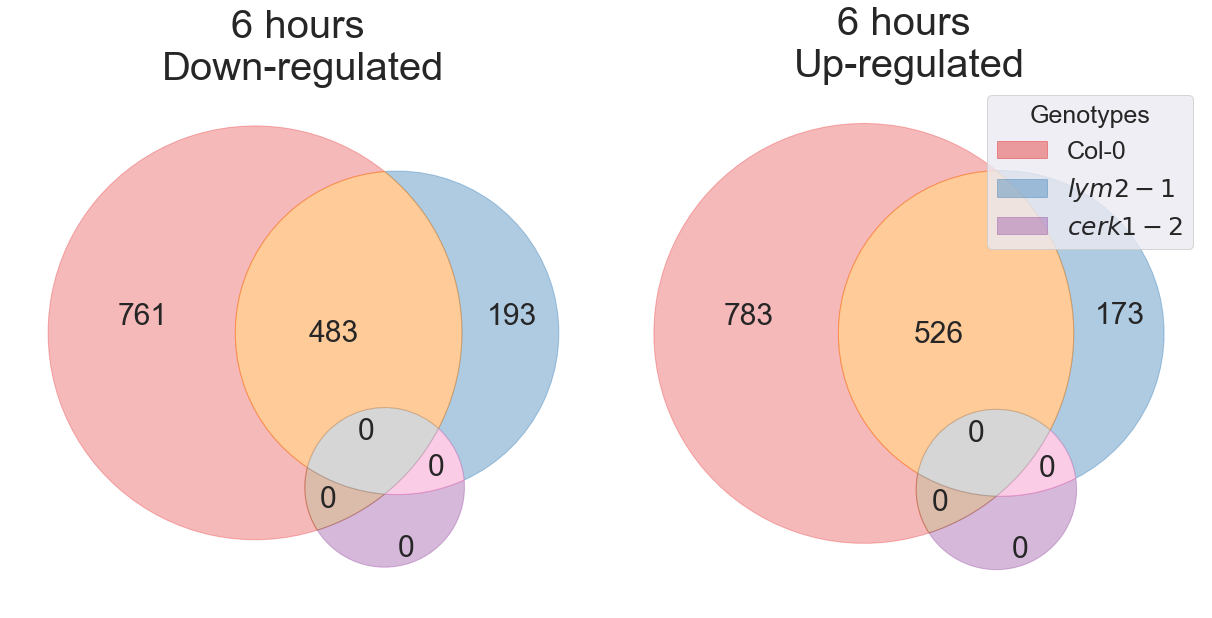 6 hours
Down-regulated
761
483
193
0
0
0
0
6 hours
Up-regulated
Genotypes
Col-0
lym2 − 1
cerk1 − 2
783
526
173
0
0
0
0